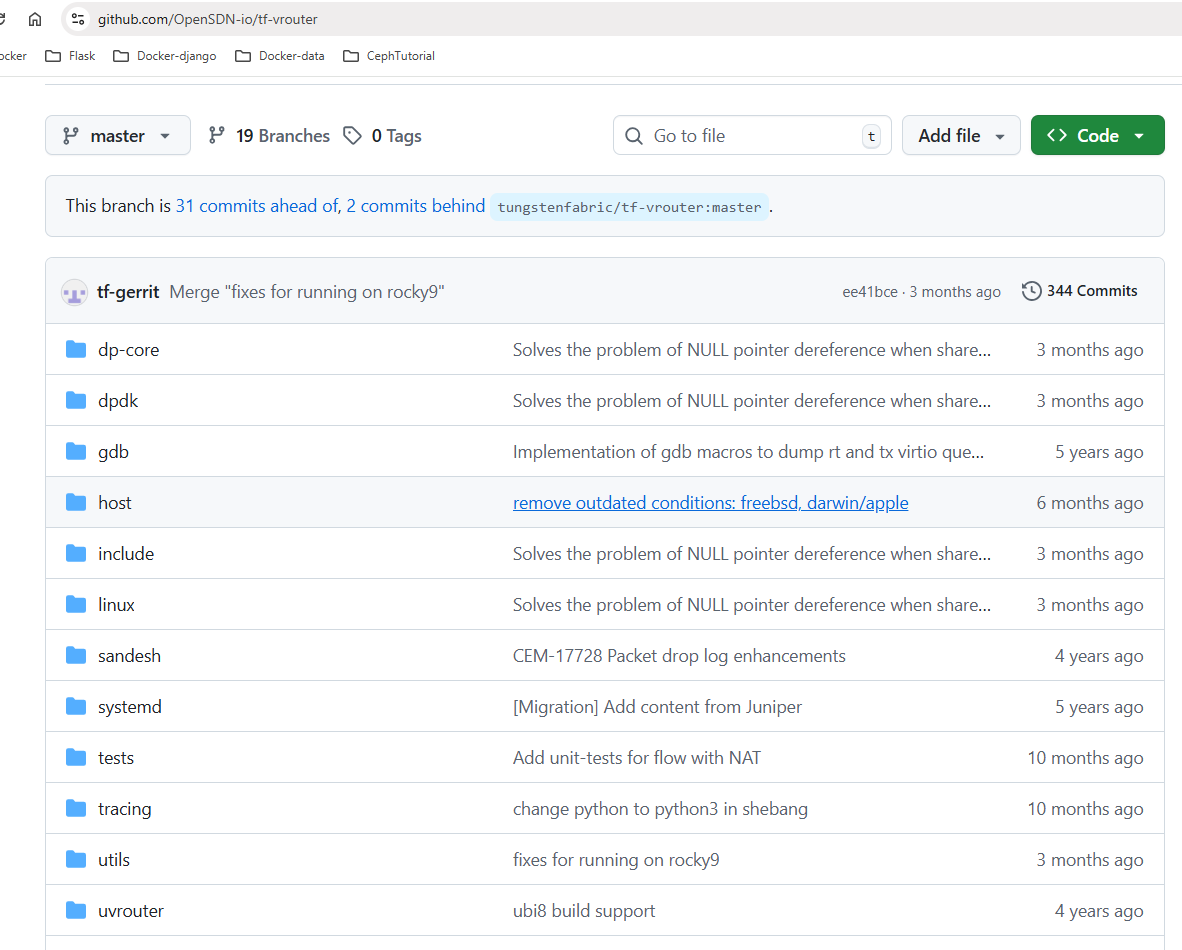 github.com/OpenSDN-io/tf-vrouter
ocker Flask Docker-django Docker-data CephTutorial
master 19 Branches 0 Tags Go to file t Add file Code
This branch is 31 commits ahead of, 2 commits behind tungstenfabric/tf-vrouter:master .
tf-gerrit Merge "fixes for running on rocky9" ee41bce · 3 months ago 344 Commits
dp-core Solves the problem of NULL pointer dereference when share... 3 months ago
dpdk Solves the problem of NULL pointer dereference when share... 3 months ago
gdb Implementation of gdb macros to dump rt and tx virtio que... 5 years ago
host remove outdated conditions: freebsd, darwin/apple 6 months ago
include Solves the problem of NULL pointer dereference when share... 3 months ago
linux Solves the problem of NULL pointer dereference when share... 3 months ago
sandesh CEM-17728 Packet drop log enhancements 4 years ago
systemd [Migration] Add content from Juniper 5 years ago
tests Add unit-tests for flow with NAT 10 months ago
tracing change python to python3 in shebang 10 months ago
utils fixes for running on rocky9 3 months ago
uvrouter ubi8 build support 4 years ago